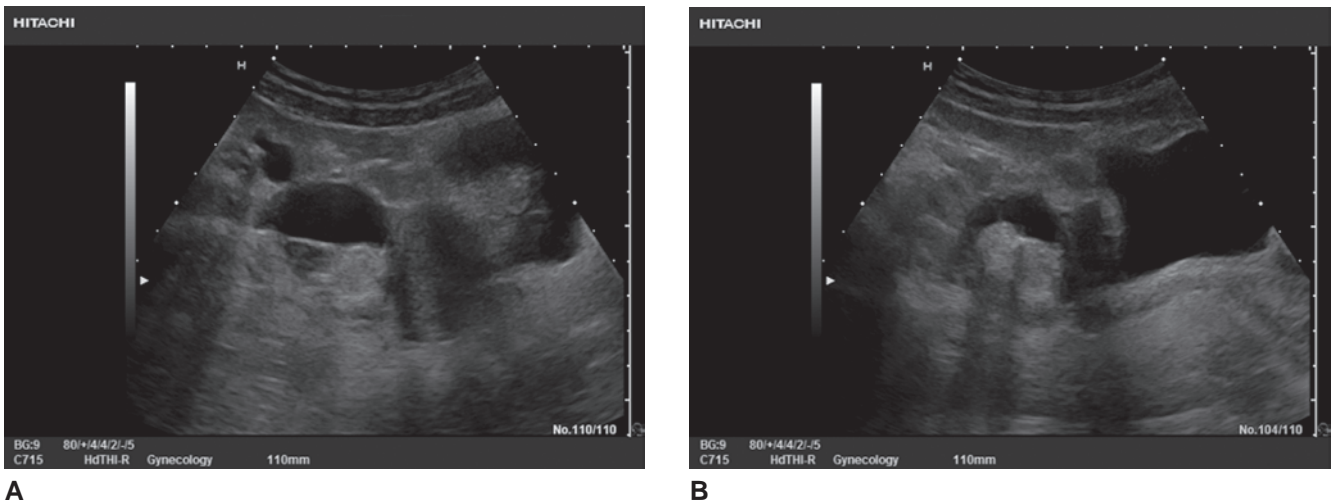 HITACHI
H
No.110/110
BG:9 80/+/4/4/2/-/5
C715 HdTHI-R Gynecology 110mm
A
HITACHI
H
No.104/110
BG:9 80/+/4/4/2/-/5
C715 HdTHI-R Gynecology 110mm
B